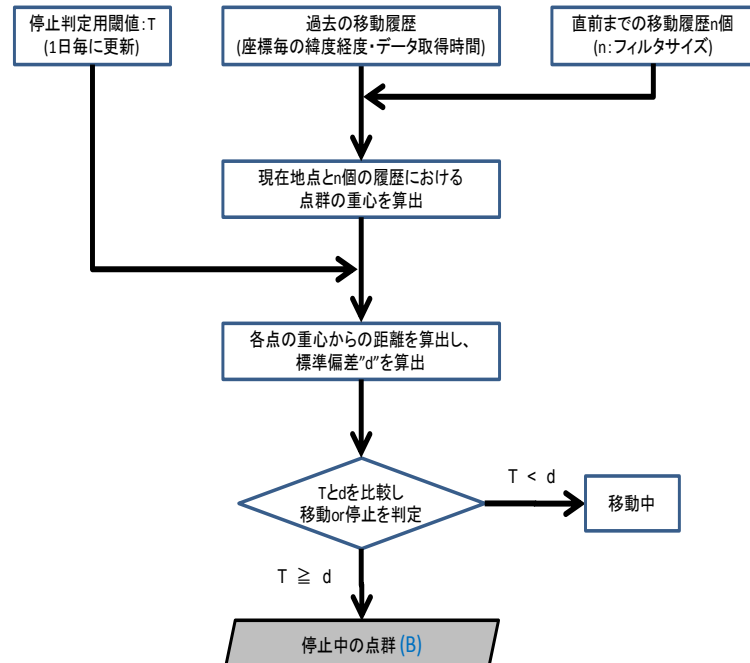 停止判定用閾値：T
(1日毎に更新)
過去の移動履歴
(座標毎の緯度経度・データ取得時間)
直前までの移動履歴n個
(n：フィルタサイズ)
現在地点とn個の履歴における
点群の重心を算出
各点の重心からの距離を算出し、
標準偏差"d"を算出
Tとdを比較し
移動or停止を判定
T < d
移動中
T ≧ d
停止中の点群(B)